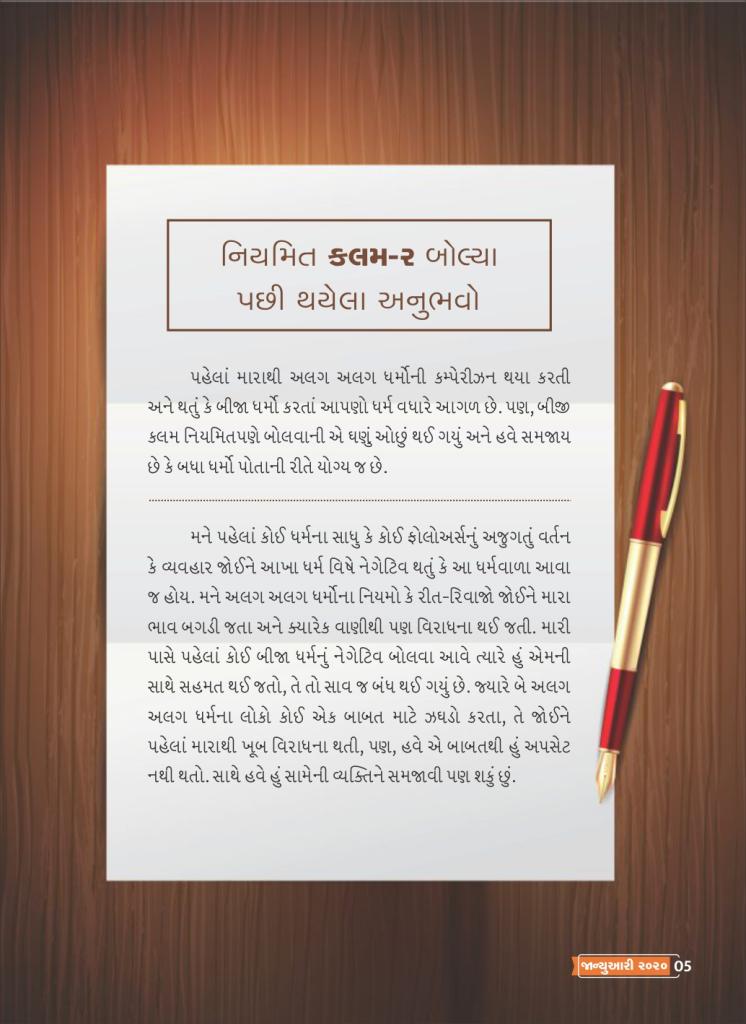 નિયમિત કલમ-૨ બોલ્યા
પછી થયેલા અનુભવો
પહેલાં મારાથી અલગ અલગ ધર્મોની કમ્પેરીઝન થયા કરતી
અને થતું કે બીજા ધર્મો કરતાં આપણો ધર્મ વધારે આગળ છે. પણ, બીજી
કલમ નિયમિતપણે બોલવાની એ ઘણું ઓછું થઈ ગયું અને હવે સમજાય
છે કે બધા ધર્મો પોતાની રીતે યોગ્ય જ છે.
મને પહેલાં કોઈ ધર્મના સાધુ કે કોઈ ફોલોઅર્સનું અજુગતું વર્તન
કે વ્યવહાર જોઈને આખા ધર્મ વિષે નેગેટિવ થતું કે આ ધર્મવાળા આવા
જ હોય. મને અલગ અલગ ધર્મોના નિયમો કે રીત-રિવાજો જોઈને મારા
ભાવ બગડી જતા અને ક્યારેક વાણીથી પણ વિરાધના થઈ જતી. મારી
પાસે પહેલાં કોઈ બીજા ધર્મનું નેગેટિવ બોલવા આવે ત્યારે હું એમની
સાથે સહમત થઈ જતો, તે તો સાવ જ બંધ થઈ ગયું છે. જ્યારે બે અલગ
અલગ ધર્મના લોકો કોઈ એક બાબત માટે ઝઘડો કરતા, તે જોઈને
પહેલાં મારાથી ખૂબ વિરાધના થતી, પણ, હવે એ બાબતથી હું અપસેટ
નથી થતો. સાથે હવે હું સામેની વ્યક્તિને સમજાવી પણ શકું છું.
જાન્યુઆરી ૨૦૨૦ 05